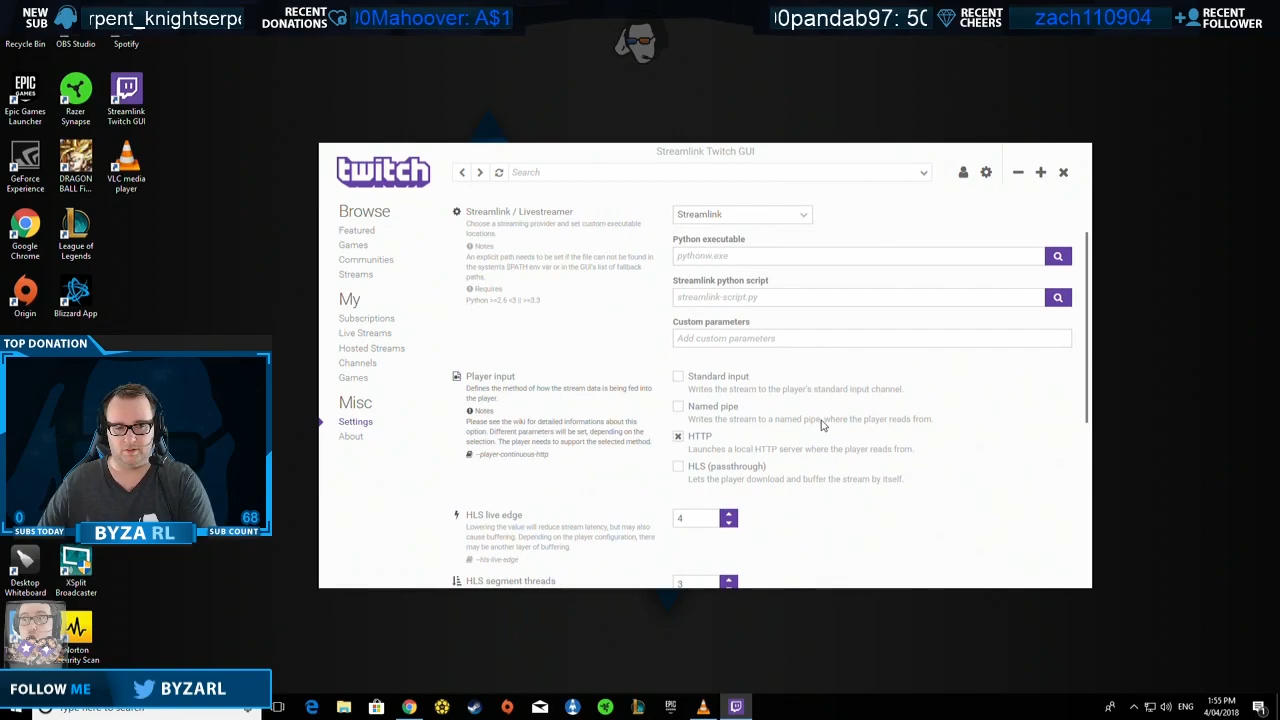 NEW
SUB
rpent_knightserpe
RECENT
DONATIONS
00Mahoover: A$1
00pandab97: 50
RECENT
CHEERS
zach110904
RECENT
FOLLOWER
Recycle Bin
OBS Studio
Spotify
EPIC
GAMES
Epic Games
Launcher
Razer
Synapse
Streamlink
Twitch GUI
GeForce
Experience
DRAGON
BALL Fi...
VLC media
player
Google
Chrome
League of
Legends
Origin
Blizzard App
TOP DONATION
0
68
SUBS TODAY
BYZA RL
SUB COUNT
Desktop
Whiteboard
XSplit
Broadcaster
Norton
Security Scan
FOLLOW ME
BYZARL
Streamlink Twitch GUI
twitch
Search
Browse
Featured
Games
Communities
Streams
My
Subscriptions
Live Streams
Hosted Streams
Channels
Games
Misc
Settings
About
Streamlink / Livestreamer
Choose a streaming provider and set custom executable
locations.
Notes
An explicit path needs to be set if the file can not be found in
the system's ||PATH env var or in the GUI's list of fallback
paths.
Requires
Python >=2.6 <3 || >=3.3
Streamlink
Python executable
pythonw.exe
Streamlink python script
streamlink-script.py
Custom parameters
Add custom parameters
Player input
Defines the method of how the stream data is being fed into
the player.
Notes
Please see the wiki for detailed informations about this
option. Different parameters will be set, depending on the
selection. The player needs to support the selected method.
--player-continuous-http
Standard input
Writes the stream to the player's standard input channel.
Named pipe
Writes the stream to a named pipe where the player reads from.
HTTP
Launches a local HTTP server where the player reads from.
HLS (passthrough)
Lets the player download and buffer the stream by itself.
HLS live edge
Lowering the value will reduce stream latency, but may also
cause buffering. Depending on the player configuration, there
may be another layer of buffering.
--hls-live-edge
4
HLS segment threads
3
Type here to search
ENG
1:55 PM
4/04/2018